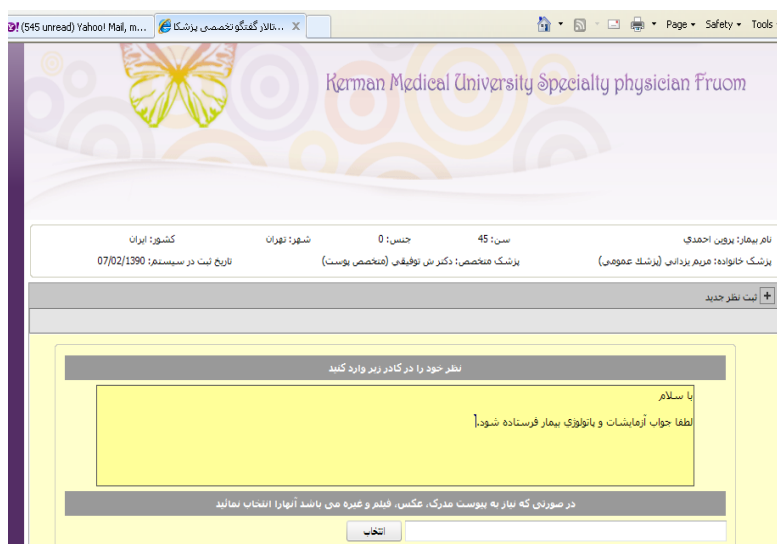 (545 unread) Yahoo! Mail, m...
تالار گفتگو تخصصی پزشکا...
X
Page Safety Tools
Kerman Medical University Specialty physician Fruom
نام بیمار: پروین احمدي سن: 45 جنس: 0 شهر: تهران کشور: ایران
پزشک خانواده: مریم یزدانی (پزشك عمومی) پزشک متخصص: دکتر ش توفیقی (متخصص پوست) تاریخ ثبت در سیستم: 07/02/1390
+ ثبت نظر جدید
نظر خود را در کادر زیر وارد کنید
با سلام
لطفا جواب آزمایشات و پاتولوژي بیمار فرستاده شود.
در صورتی که نیاز به پیوست مدرک، عکس، فیلم و غیره می باشد آنهارا انتخاب نمائید
انتخاب